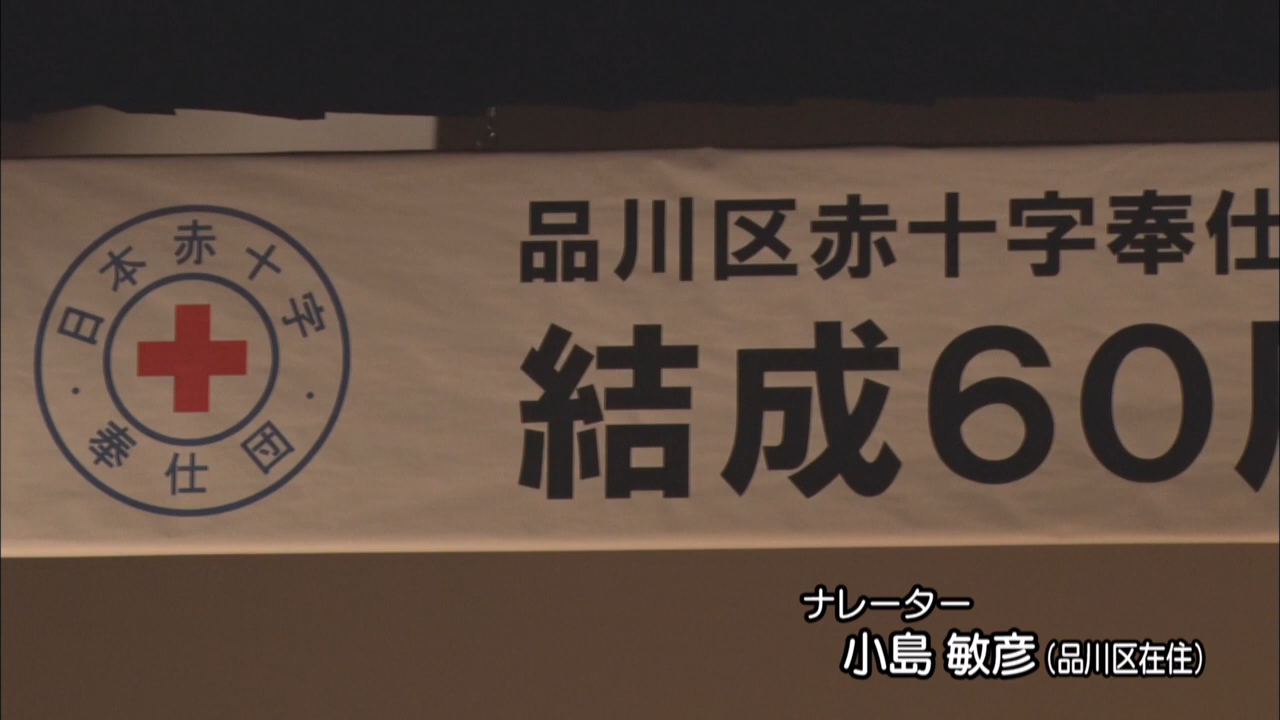 日本赤十字
・奉仕団・
品川区赤十字奉仕
結成60
ナレーター
小島 敏彦(品川区在住)